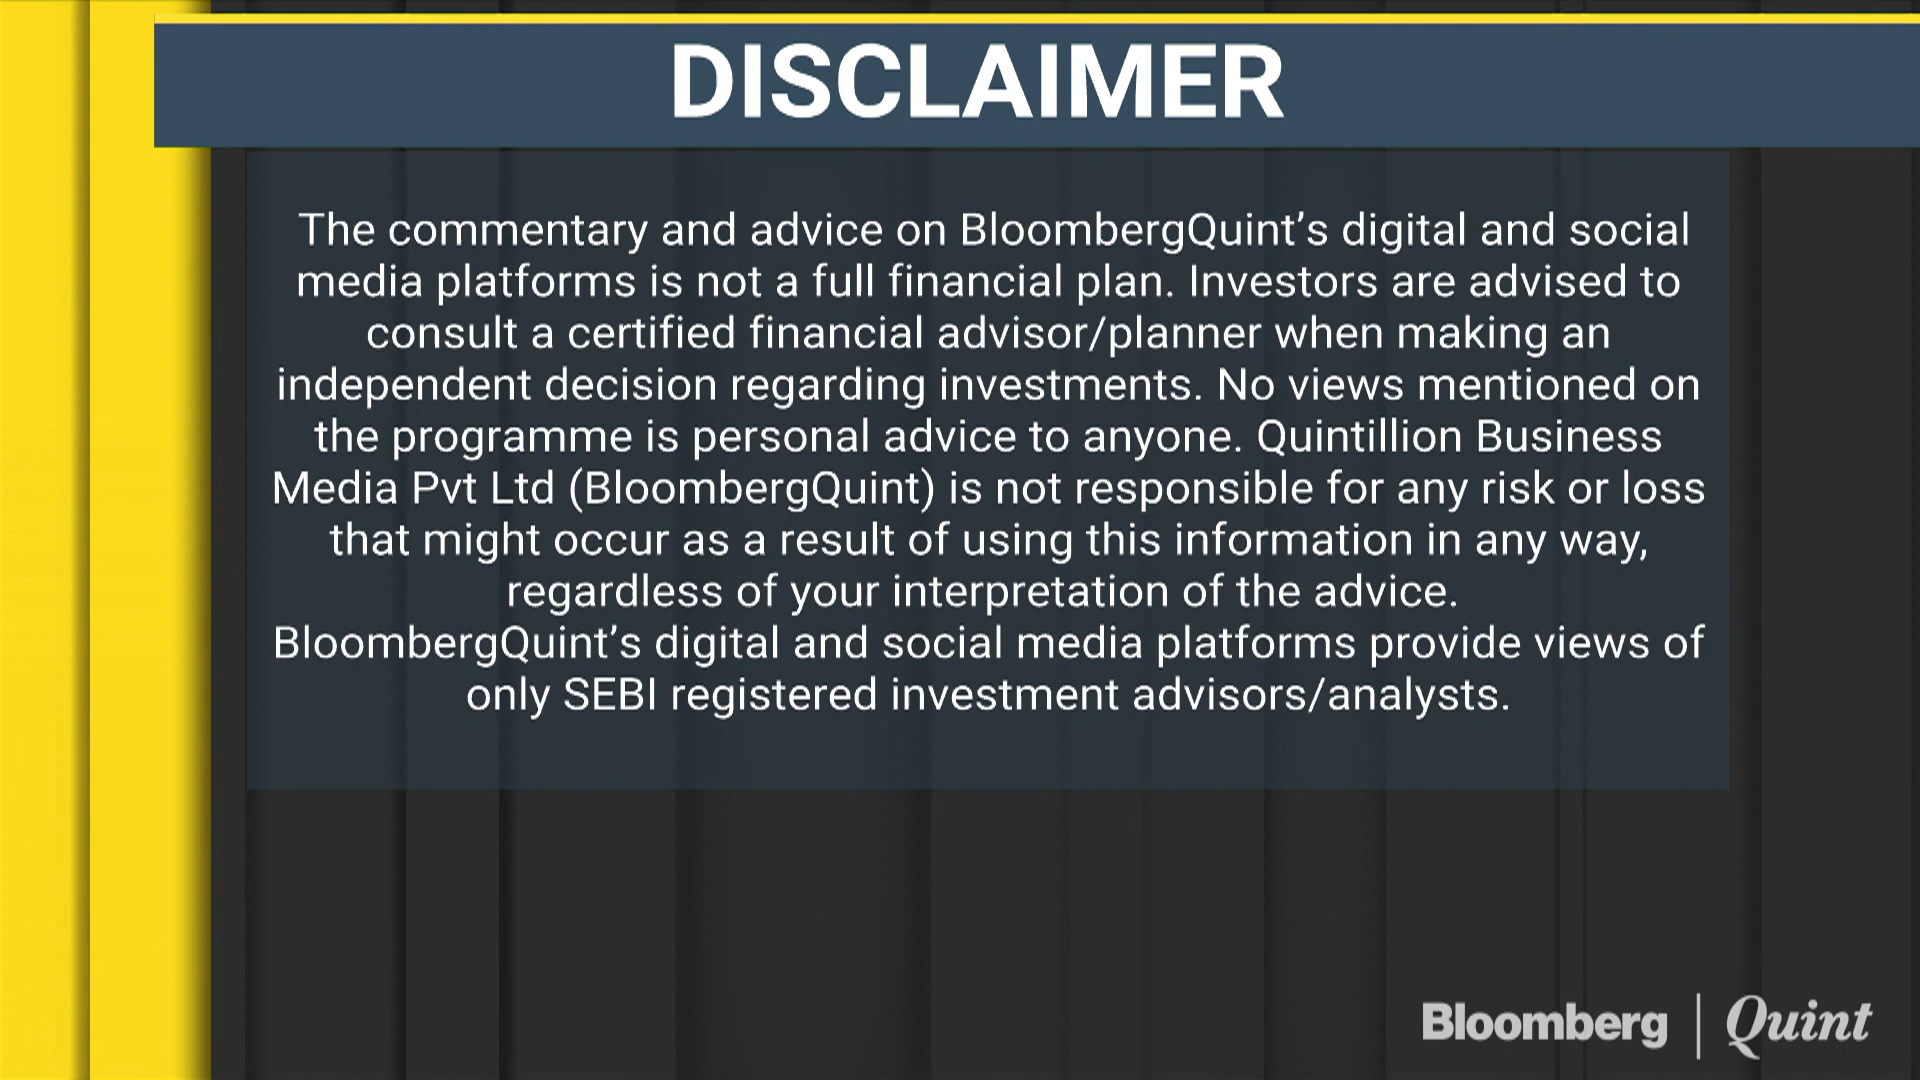 DISCLAIMER
The commentary and advice on BloombergQuint’s digital and social
media platforms is not a full financial plan. Investors are advised to
consult a certified financial advisor/planner when making an
independent decision regarding investments. No views mentioned on
the programme is personal advice to anyone. Quintillion Business
Media Pvt Ltd (BloombergQuint) is not responsible for any risk or loss
that might occur as a result of using this information in any way,
regardless of your interpretation of the advice.
BloombergQuint’s digital and social media platforms provide views of
only SEBI registered investment advisors/analysts.
Bloomberg | Quint